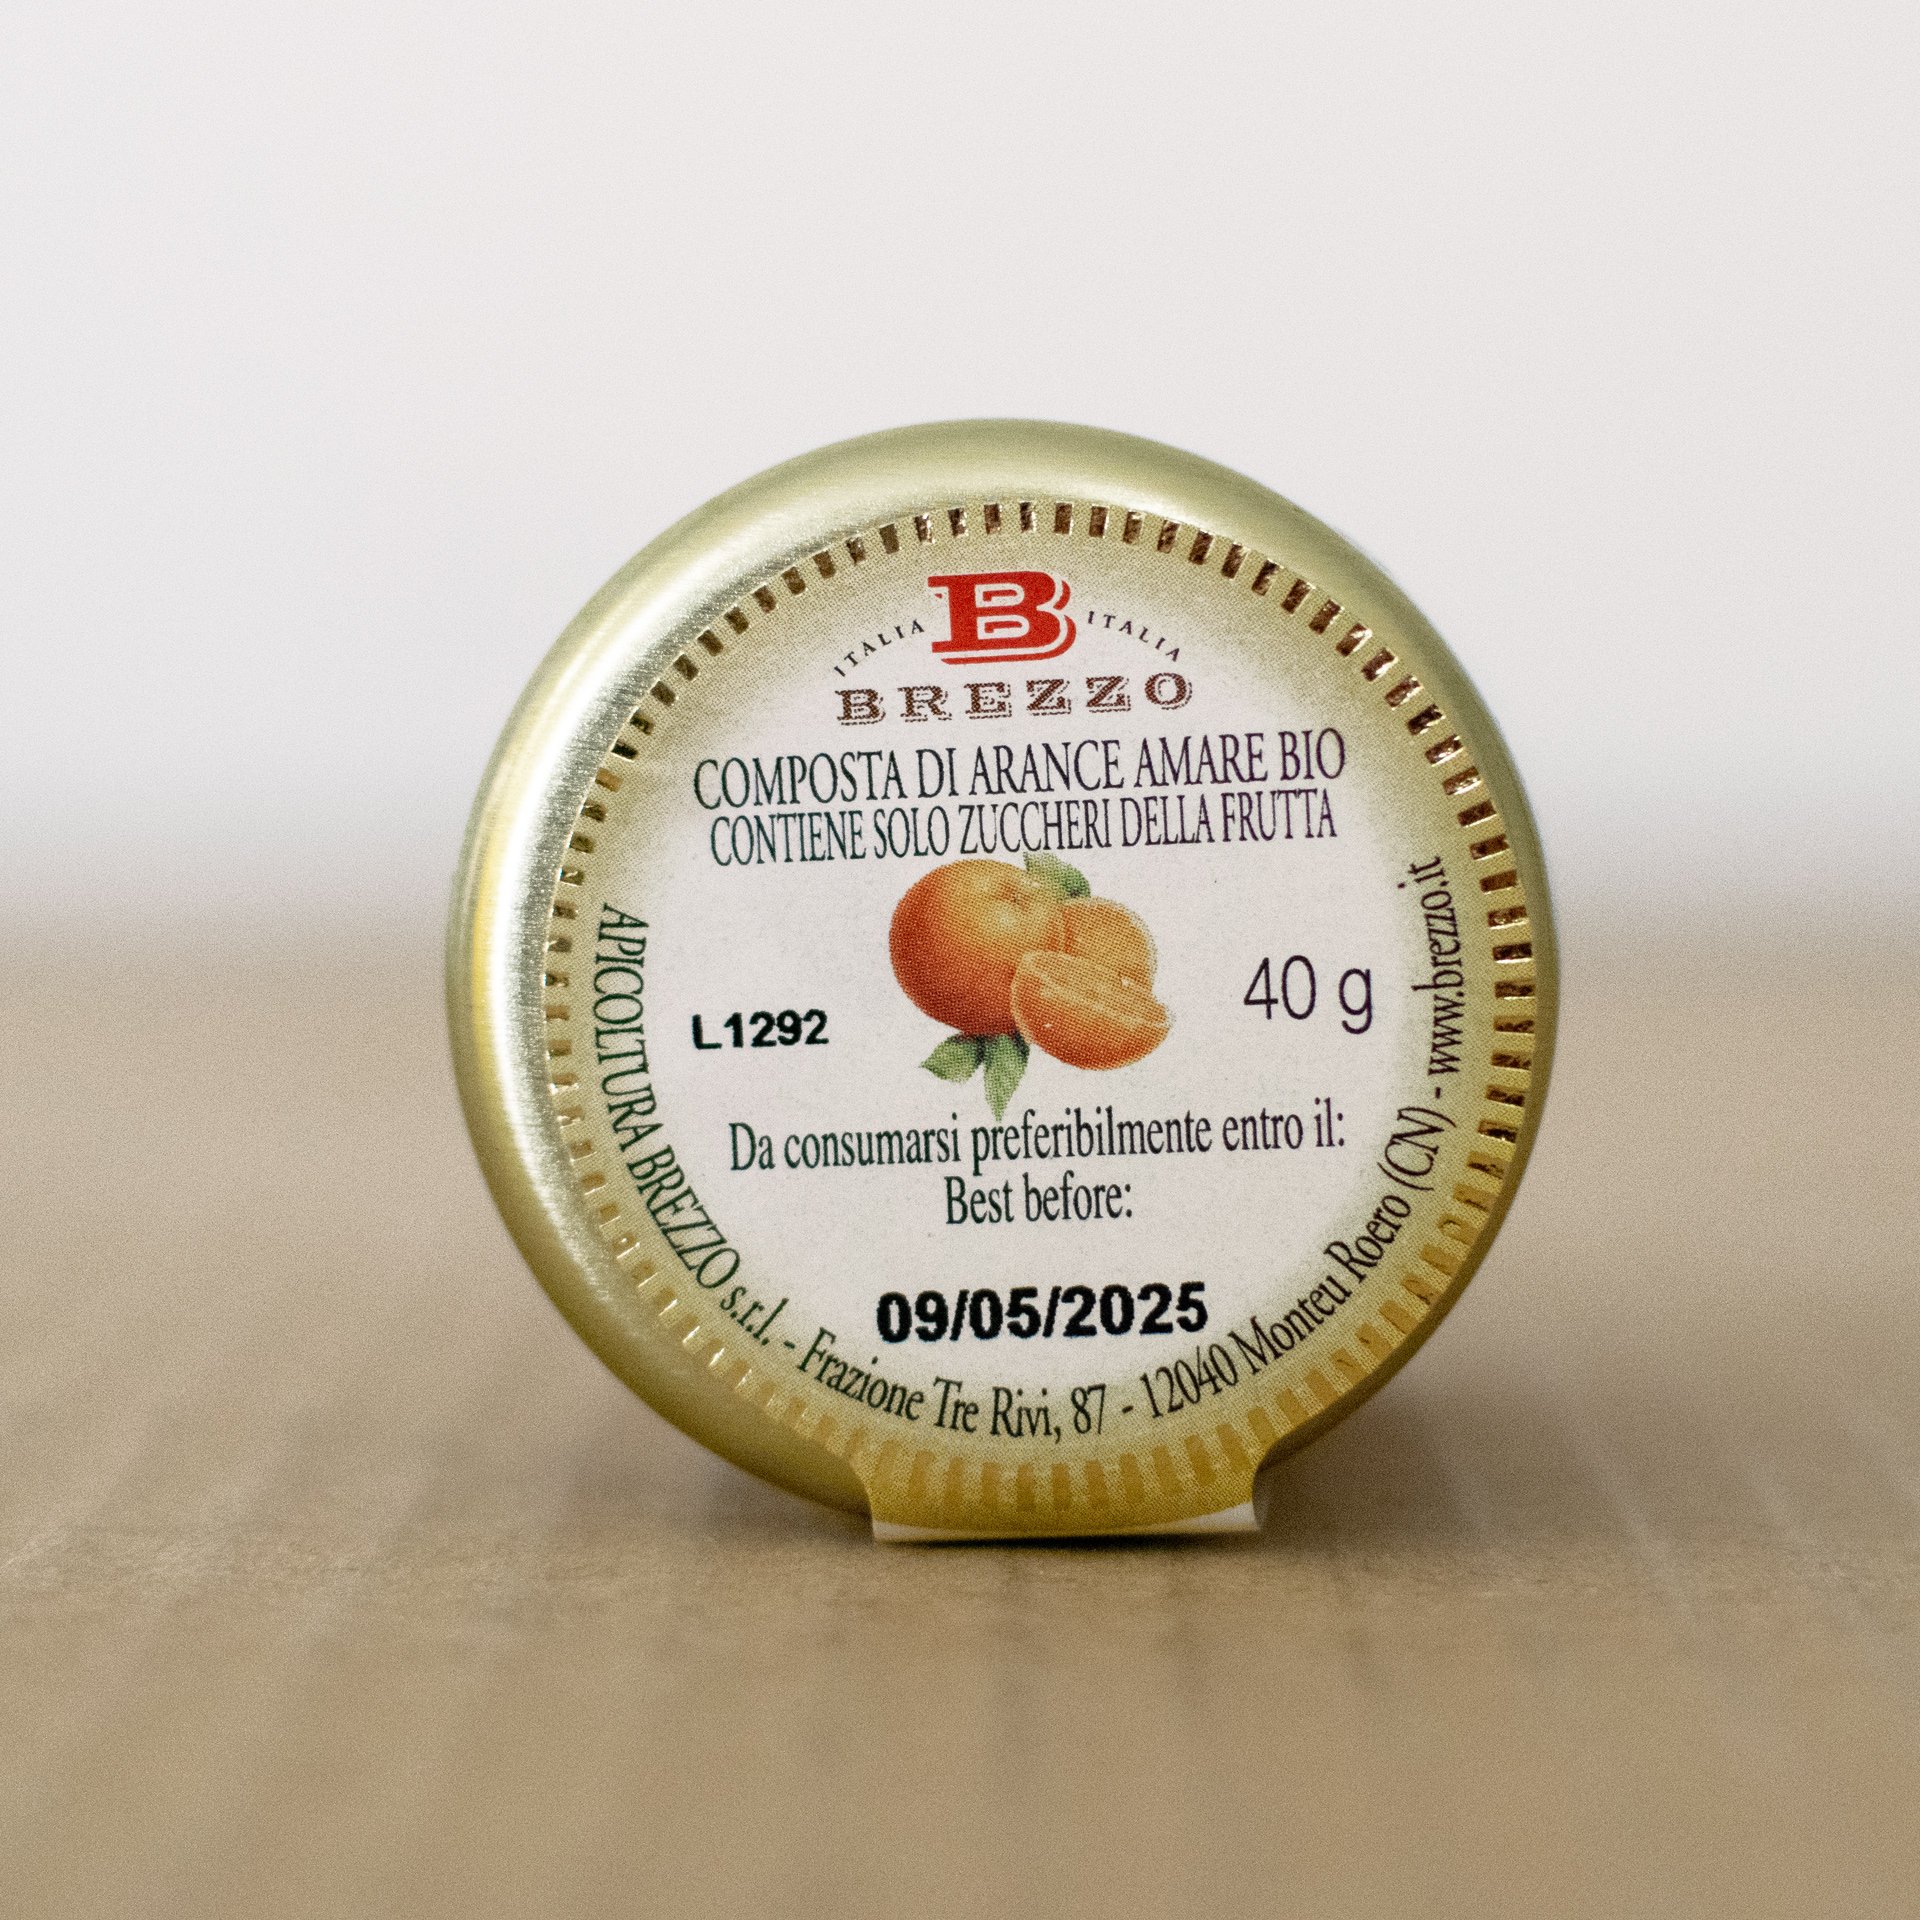 B
ITALIA ITALIA
BREZZO
COMPOSTA DI ARANCE AMARE BIO
CONTIENE SOLO ZUCCHERI DELLA FRUTTA
L1292
40 g
Da consumarsi preferibilmente entro il:
Best before:
09/05/2025
APICOLTURA BREZZO s.r.l. - Frazione Tre Rivi, 87 - 12040 Monteu Roero (CN) - www.brezzo.it